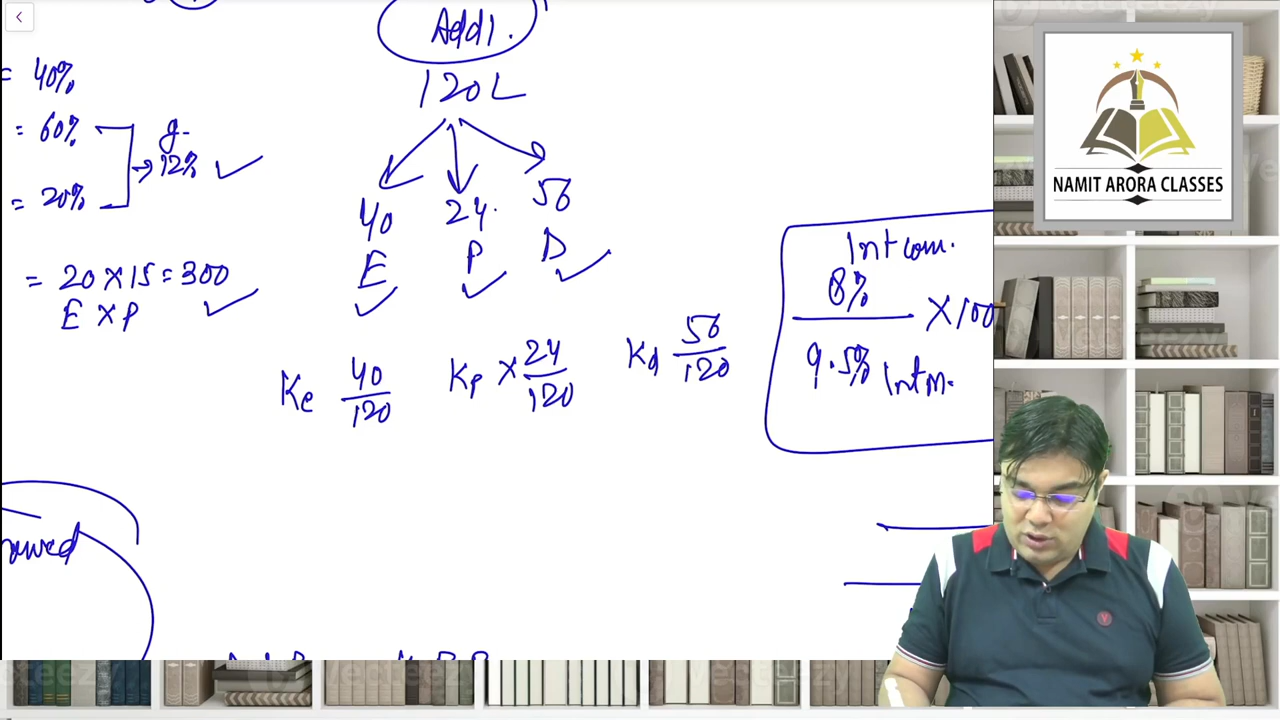 Addl.
120L
= 40%
= 60%
g.
12%
= 20%
40 24 56
E P D
= 20 X 15 = 300
E X P
Ke 40/120
Kp X 24/120
Kd 56/120
Int com.
8%
X 100
9.5% Int m.
NAMIT ARORA CLASSES